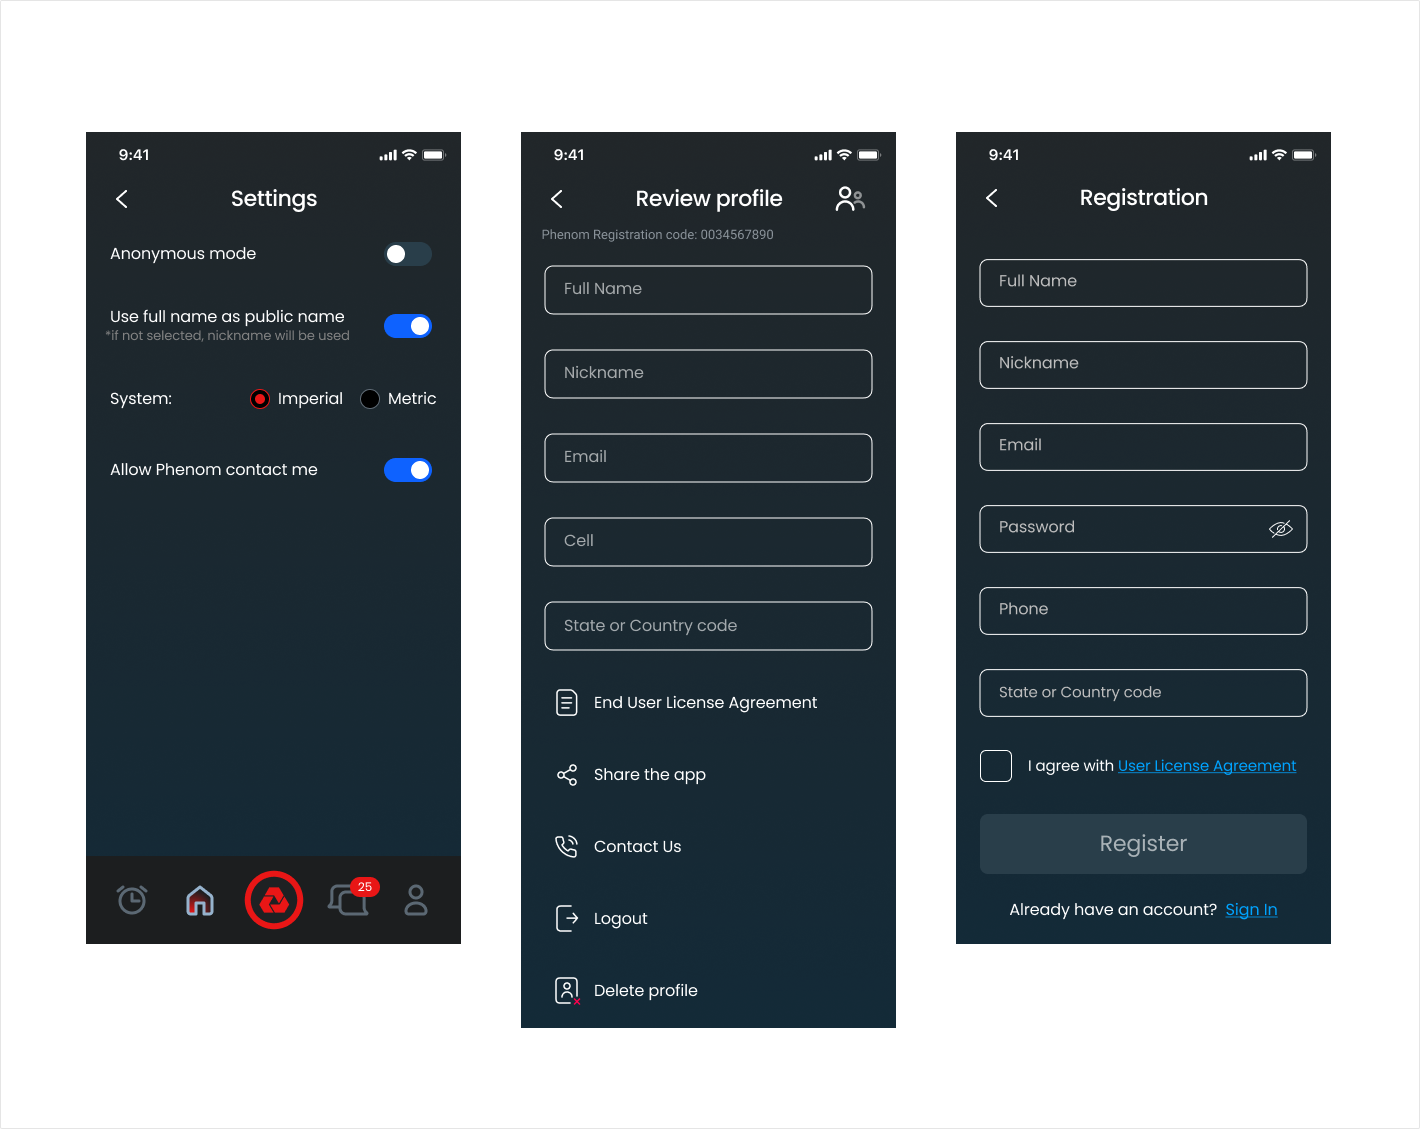 9:41
Settings
Anonymous mode
Use full name as public name
*if not selected, nickname will be used
System: Imperial Metric
Allow Phenom contact me
25
9:41
Review profile
Phenom Registration code: 0034567890
Full Name
Nickname
Email
Cell
State or Country code
End User License Agreement
Share the app
Contact Us
Logout
Delete profile
9:41
Registration
Full Name
Nickname
Email
Password
Phone
State or Country code
I agree with User License Agreement
Register
Already have an account? Sign In